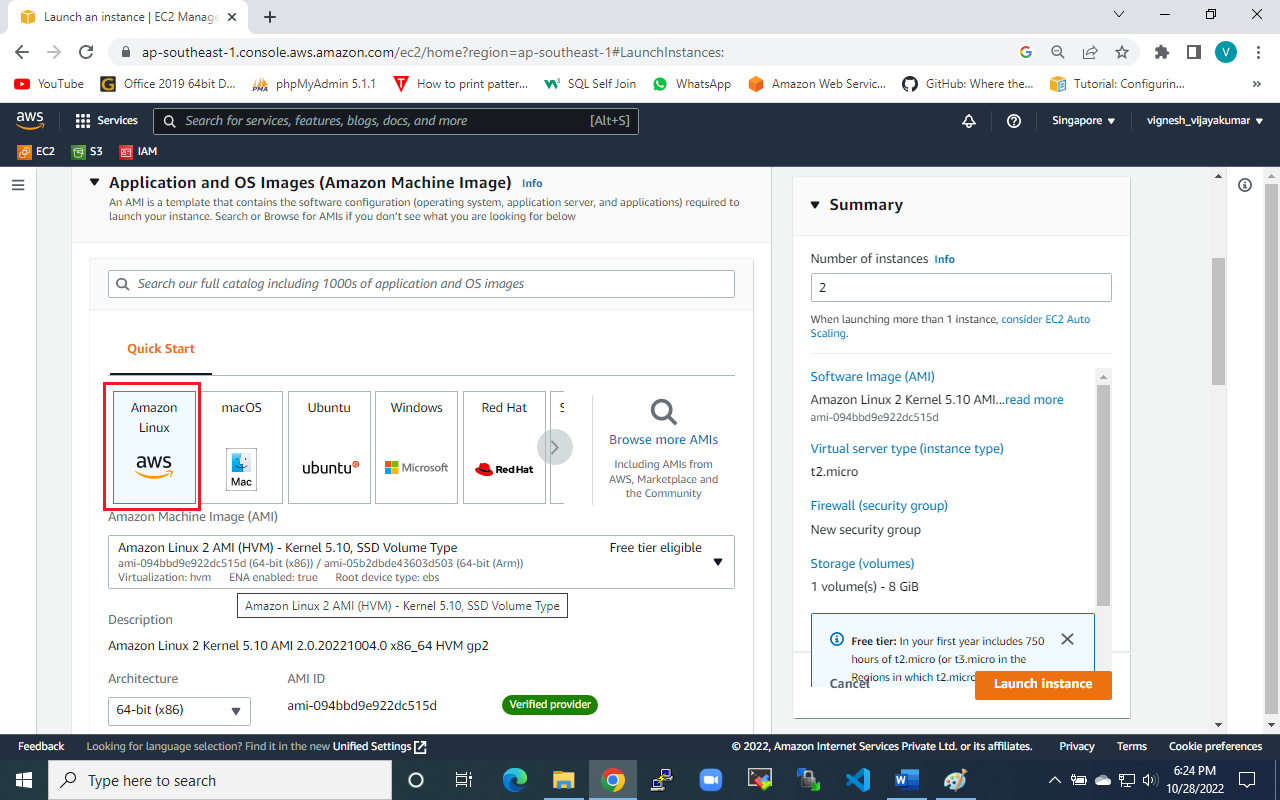 Launch an instance | EC2 Manage
ap-southeast-1.console.aws.amazon.com/ec2/home?region=ap-southeast-1#LaunchInstances:
V
YouTube
Office 2019 64bit D...
PMA
phpMyAdmin 5.1.1
How to print patter...
w3
SQL Self Join
WhatsApp
Amazon Web Servic...
GitHub: Where the...
Tutorial: Configurin...
»
aws
Services
Search for services, features, blogs, docs, and more
[Alt+S]
Singapore
vignesh_vijayakumar
EC2
S3
IAM
Application and OS Images (Amazon Machine Image) Info
An AMI is a template that contains the software configuration (operating system, application server, and applications) required to
launch your instance. Search or Browse for AMIs if you don't see what you are looking for below
Search our full catalog including 1000s of application and OS images
Quick Start
Amazon
Linux
aws
macOS
Mac
Ubuntu
ubuntu
Windows
Microsoft
Red Hat
Red Hat
S
Browse more AMIs
Including AMIs from
AWS, Marketplace and
the Community
Amazon Machine Image (AMI)
Amazon Linux 2 AMI (HVM) - Kernel 5.10, SSD Volume Type
Free tier eligible
ami-094bbd9e922dc515d (64-bit (x86)) / ami-05b2dbde43603d503 (64-bit (Arm))
Virtualization: hvm ENA enabled: true Root device type: ebs
Amazon Linux 2 AMI (HVM) - Kernel 5.10, SSD Volume Type
Description
Amazon Linux 2 Kernel 5.10 AMI 2.0.20221004.0 x86_64 HVM gp2
Architecture
AMI ID
64-bit (x86)
ami-094bbd9e922dc515d
Verified provider
Summary
Number of instances Info
2
When launching more than 1 instance, consider EC2 Auto
Scaling.
Software Image (AMI)
Amazon Linux 2 Kernel 5.10 AMI...read more
ami-094bbd9e922dc515d
Virtual server type (instance type)
t2.micro
Firewall (security group)
New security group
Storage (volumes)
1 volume(s) - 8 GiB
Free tier: In your first year includes 750
hours of t2.micro (or t3.micro in the
Regions in which t2.micro
Cancel
Launch instance
Feedback
Looking for language selection? Find it in the new Unified Settings
© 2022, Amazon Internet Services Private Ltd. or its affiliates.
Privacy
Terms
Cookie preferences
Type here to search
6:24 PM
10/28/2022